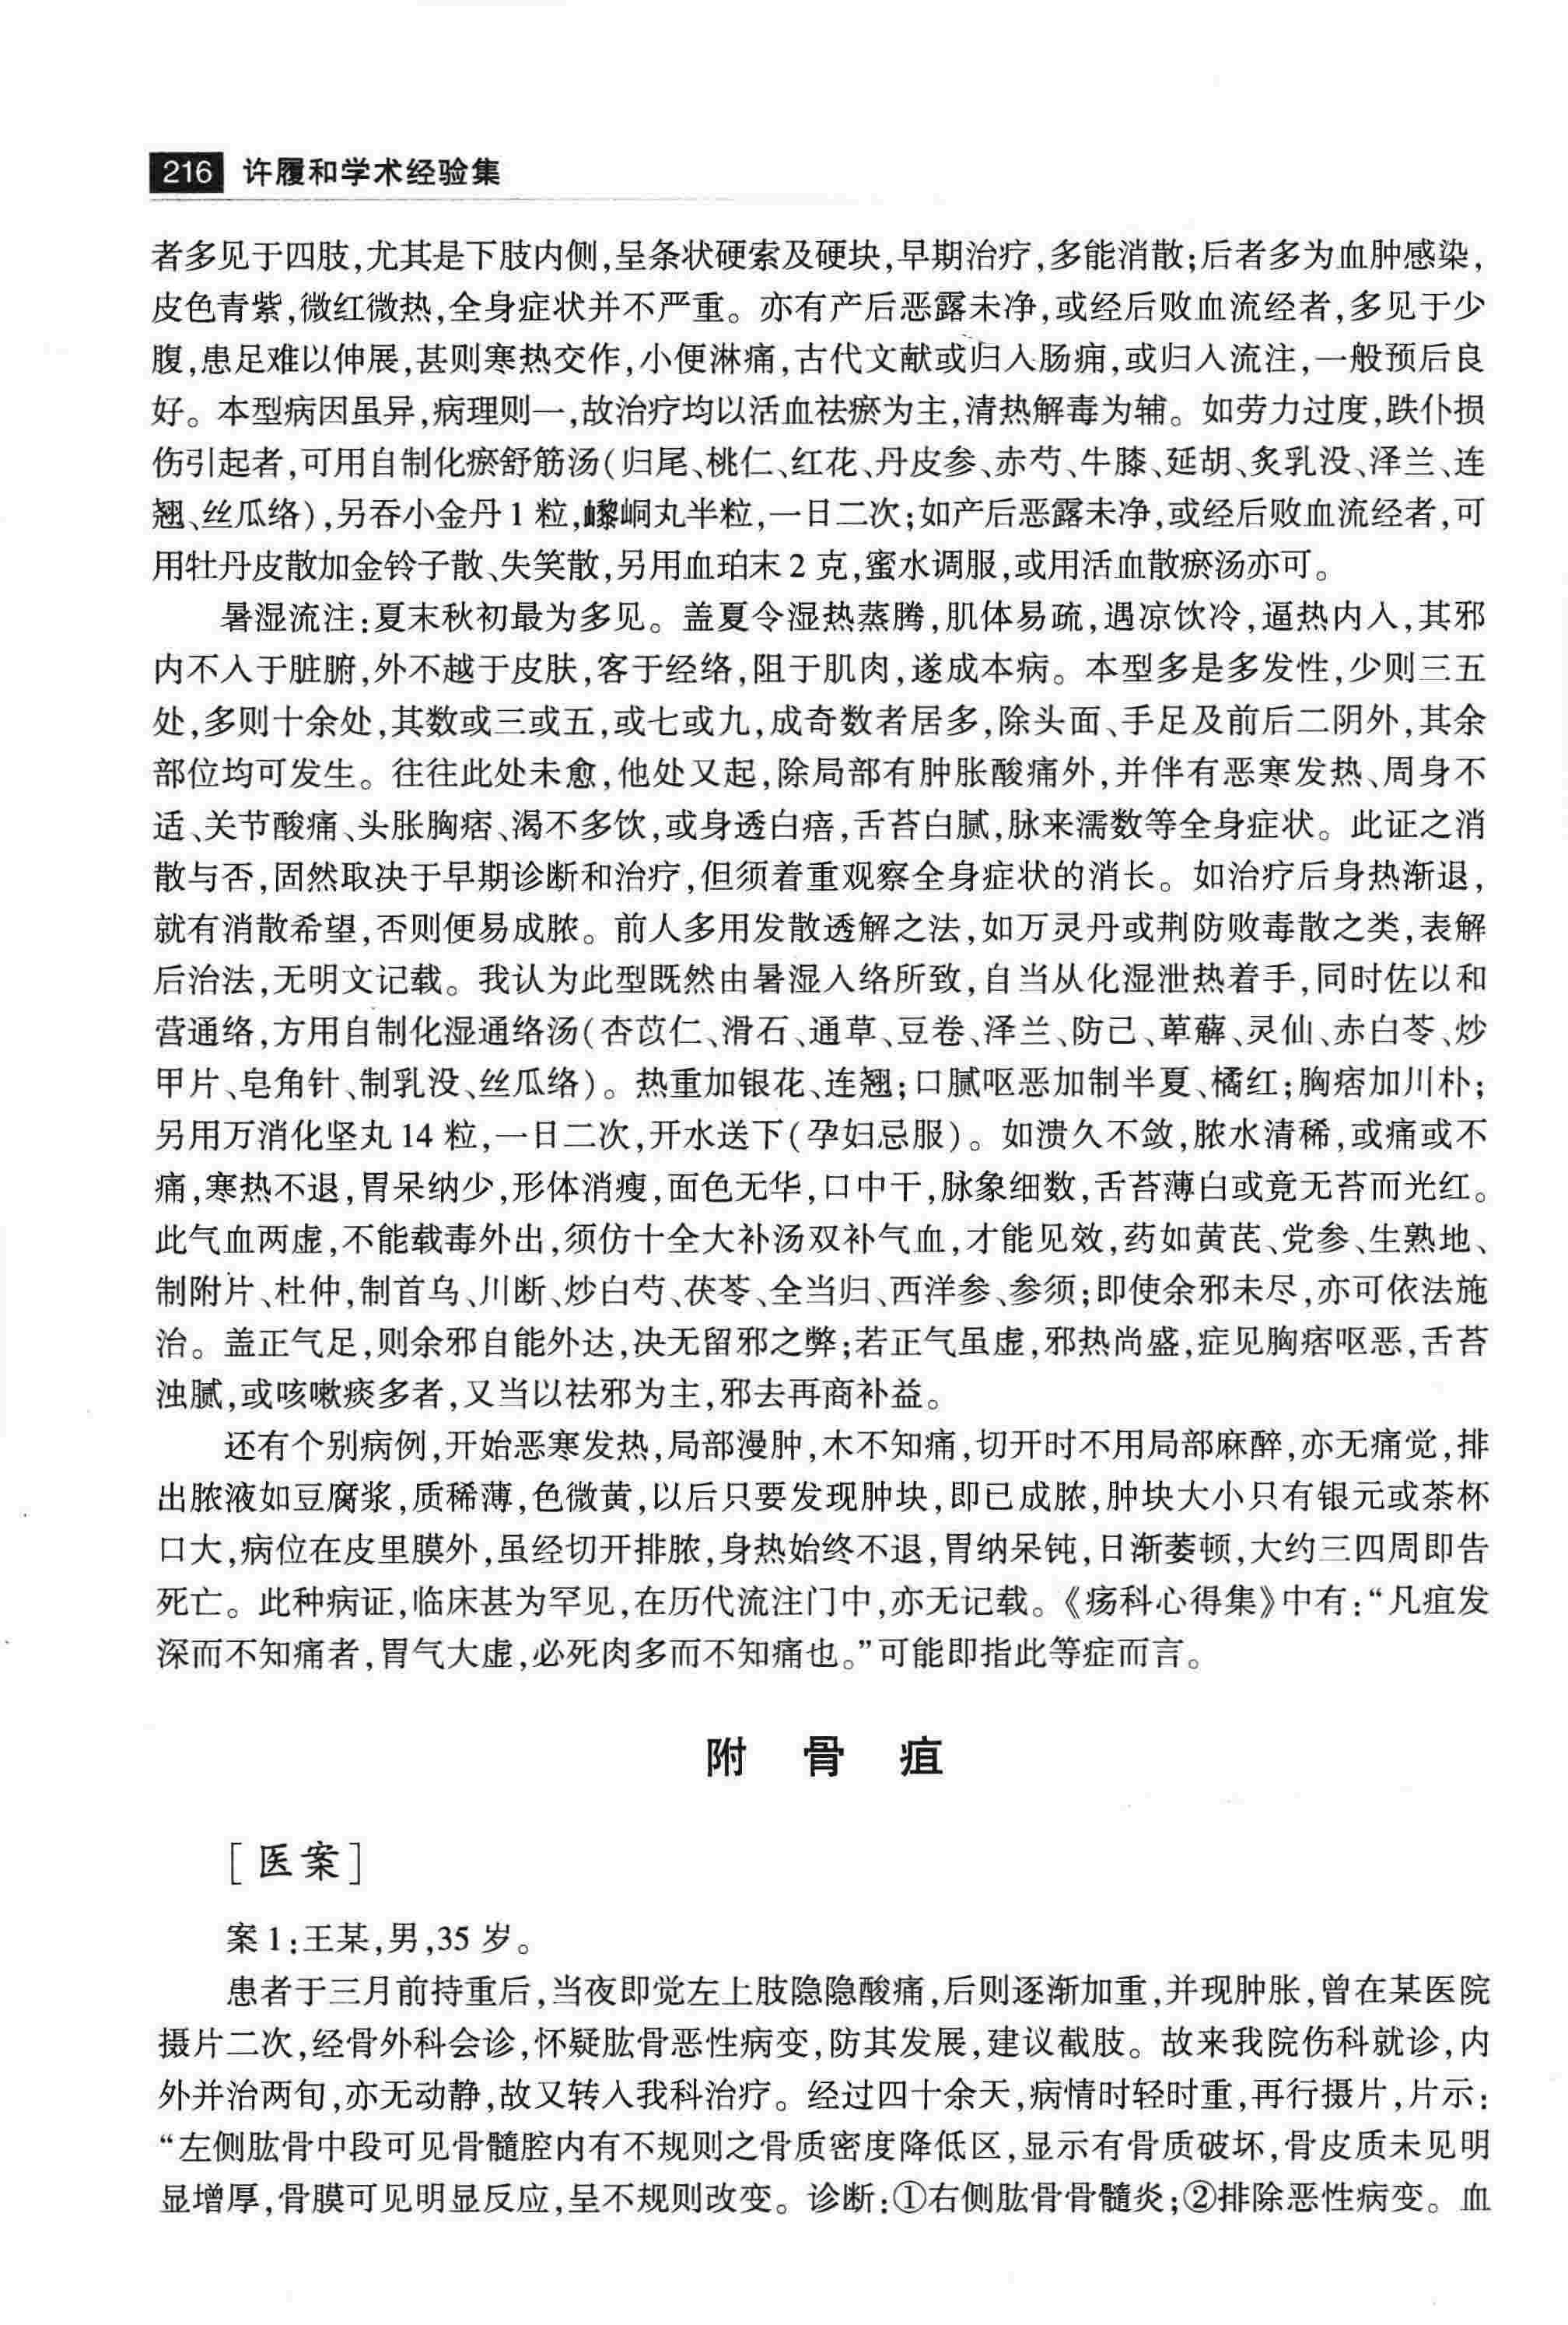 216 许履和学术经验集
者多见于四肢,尤其是下肢内侧,呈条状硬索及硬块,早期治疗,多能消散;后者多为血肿感染,
皮色青紫,微红微热,全身症状并不严重。亦有产后恶露未净,或经后败血流经者,多见于少
腹,患足难以伸展,甚则寒热交作,小便淋痛,古代文献或归入肠痈,或归入流注,一般预后良
好。本型病因虽异,病理则一,故治疗均以活血祛瘀为主,清热解毒为辅。如劳力过度,跌仆损
伤引起者,可用自制化瘀舒筋汤(归尾、桃仁、红花、丹皮参、赤芍、牛膝、延胡、炙乳没、泽兰、连
翘、丝瓜络),另吞小金丹1粒,嶑峒丸半粒,一日二次;如产后恶露未净,或经后败血流经者,可
用牡丹皮散加金铃子散、失笑散,另用血珀末2克,蜜水调服,或用活血散瘀汤亦可。
暑湿流注:夏末秋初最为多见。盖夏令湿热蒸腾,肌体易疏,遇凉饮冷,逼热内入,其邪
内不入于脏腑,外不越于皮肤,客于经络,阻于肌肉,遂成本病。本型多是多发性,少则三五
处,多则十余处,其数或三或五,或七或九,成奇数者居多,除头面、手足及前后二阴外,其余
部位均可发生。往往此处未愈,他处又起,除局部有肿胀酸痛外,并伴有恶寒发热、周身不
适、关节酸痛、头胀胸痞、渴不多饮,或身透白㾦,舌苔白腻,脉来濡数等全身症状。此证之消
散与否,固然取决于早期诊断和治疗,但须着重观察全身症状的消长。如治疗后身热渐退,
就有消散希望,否则便易成脓。前人多用发散透解之法,如万灵丹或荆防败毒散之类,表解
后治法,无明文记载。我认为此型既然由暑湿入络所致,自当从化湿泄热着手,同时佐以和
营通络,方用自制化湿通络汤(杏苡仁、滑石、通草、豆卷、泽兰、防己、萆薢、灵仙、赤白苓、炒
甲片、皂角针、制乳没、丝瓜络)。热重加银花、连翘;口腻呕恶加制半夏、橘红;胸痞加川朴;
另用万消化坚丸14粒,一日二次,开水送下(孕妇忌服)。如溃久不敛,脓水清稀,或痛或不
痛,寒热不退,胃呆纳少,形体消瘦,面色无华,口中干,脉象细数,舌苔薄白或竟无苔而光红。
此气血两虚,不能载毒外出,须仿十全大补汤双补气血,才能见效,药如黄芪、党参、生熟地、
制附片、杜仲,制首乌、川断、炒白芍、茯苓、全当归、西洋参、参须;即使余邪未尽,亦可依法施
治。盖正气足,则余邪自能外达,决无留邪之弊;若正气虽虚,邪热尚盛,症见胸痞呕恶,舌苔
浊腻,或咳嗽痰多者,又当以祛邪为主,邪去再商补益。
还有个别病例,开始恶寒发热,局部漫肿,木不知痛,切开时不用局部麻醉,亦无痛觉,排
出脓液如豆腐浆,质稀薄,色微黄,以后只要发现肿块,即已成脓,肿块大小只有银元或茶杯
口大,病位在皮里膜外,虽经切开排脓,身热始终不退,胃纳呆钝,日渐萎顿,大约三四周即告
死亡。此种病证,临床甚为罕见,在历代流注门中,亦无记载。《疡科心得集》中有:“凡疽发
深而不知痛者,胃气大虚,必死肉多而不知痛也。”可能即指此等症而言。
附骨疽
[医案]
案1:王某,男,35岁。
患者于三月前持重后,当夜即觉左上肢隐隐酸痛,后则逐渐加重,并现肿胀,曾在某医院
摄片二次,经骨外科会诊,怀疑肱骨恶性病变,防其发展,建议截肢。故来我院伤科就诊,内
外并治两旬,亦无动静,故又转入我科治疗。经过四十余天,病情时轻时重,再行摄片,片示:
“左侧肱骨中段可见骨髓腔内有不规则之骨质密度降低区,显示有骨质破坏,骨皮质未见明
显增厚,骨膜可见明显反应,呈不规则改变。诊断:①右侧肱骨骨髓炎;②排除恶性病变。血